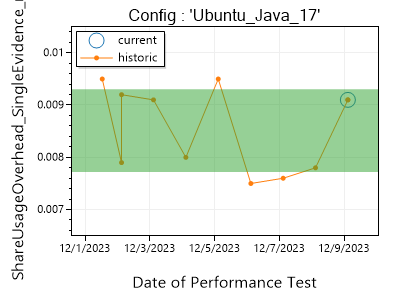 Config : 'Ubuntu_Java_17'
current
historic
0.01
0.009
0.008
0.007
ShareUsageOverhead_SingleEvidence_
12/1/2023
12/3/2023
12/5/2023
12/7/2023
12/9/2023
Date of Performance Test